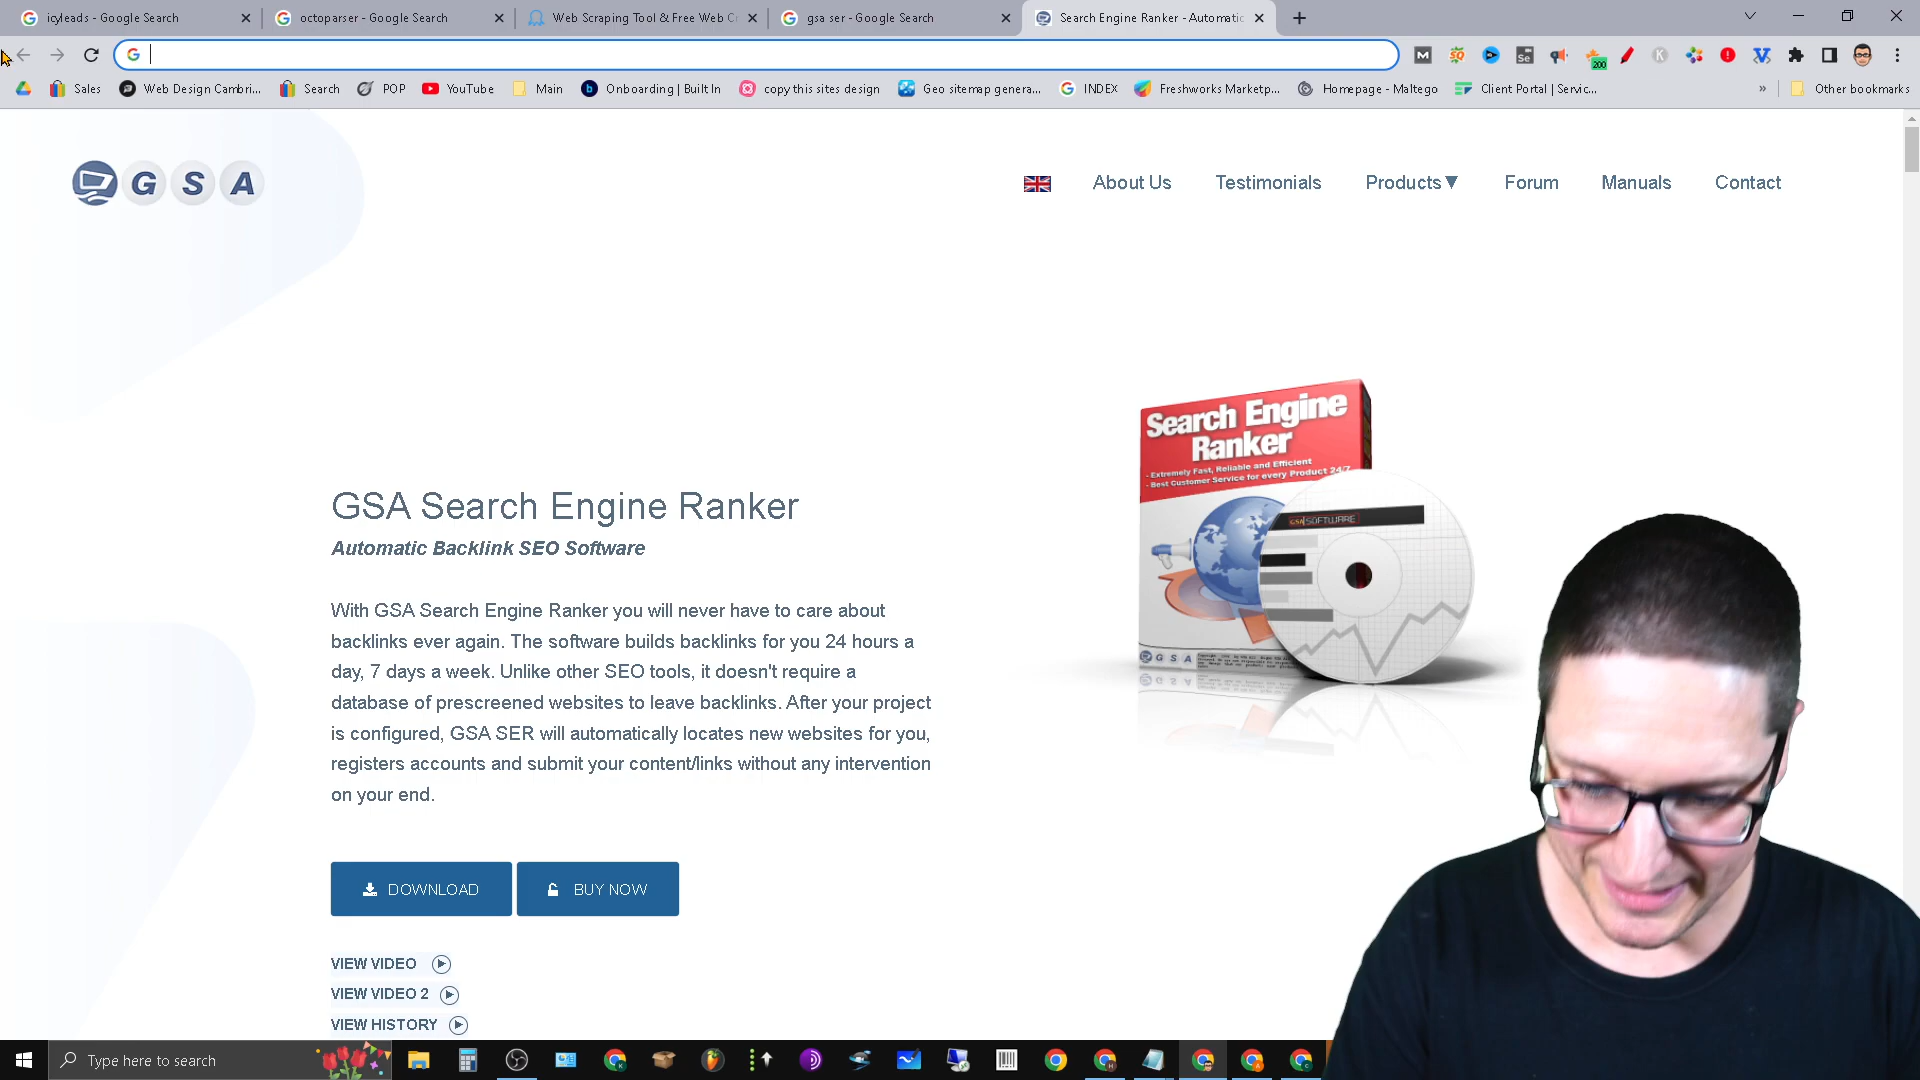 icyleads - Google Search
octoparser - Google Search
Web Scraping Tool & Free Web Cr
gsa ser - Google Search
Search Engine Ranker - Automatic
200
Sales
Web Design Cambri...
Search
POP
YouTube
Main
Onboarding | Built In
copy this sites design
Geo sitemap genera...
INDEX
Freshworks Marketp...
Homepage - Maltego
Client Portal | Servic...
»
Other bookmarks
G S A
About Us
Testimonials
Products▼
Forum
Manuals
Contact
Search Engine
Ranker
- Extremely Fast, Reliable and Efficient
- Best Customer Service for every Product 24/7
GSA SOFTWARE
G S A
GSA Search Engine Ranker
Automatic Backlink SEO Software
With GSA Search Engine Ranker you will never have to care about
backlinks ever again. The software builds backlinks for you 24 hours a
day, 7 days a week. Unlike other SEO tools, it doesn't require a
database of prescreened websites to leave backlinks. After your project
is configured, GSA SER will automatically locates new websites for you,
registers accounts and submit your content/links without any intervention
on your end.
DOWNLOAD
BUY NOW
VIEW VIDEO
VIEW VIDEO 2
VIEW HISTORY
Type here to search